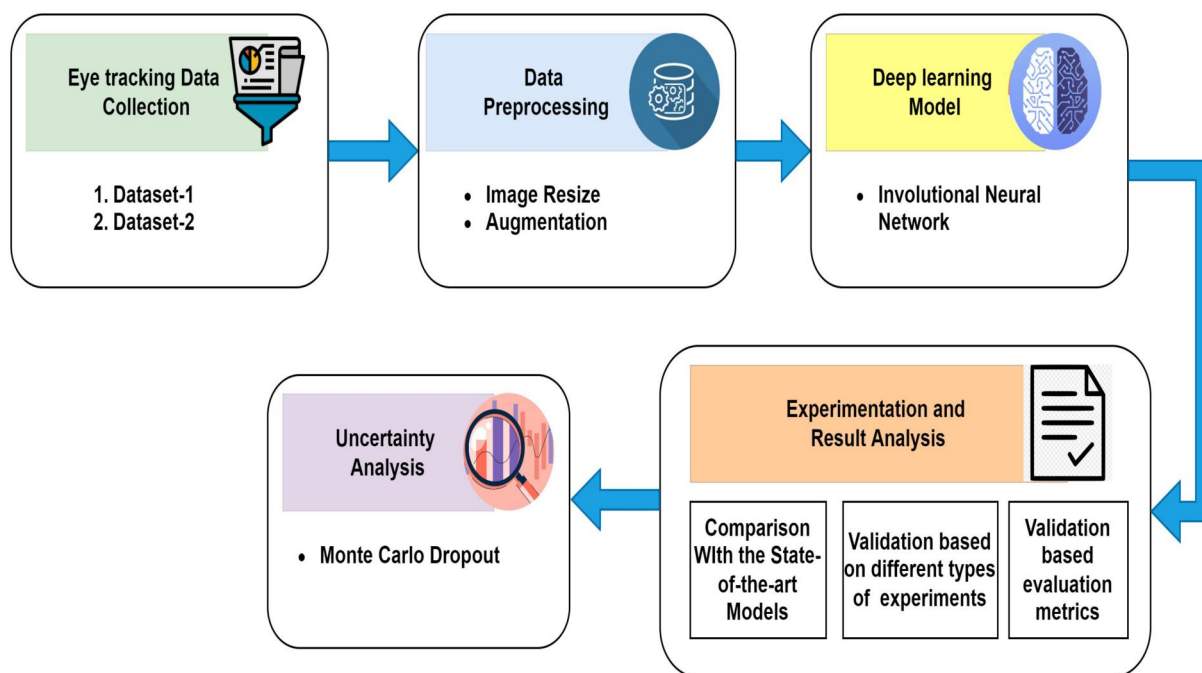 Eye tracking Data
Collection
1. Dataset-1
2. Dataset-2
Data
Preprocessing
• Image Resize
• Augmentation
Deep learning
Model
• Involutional Neural
Network
Uncertainty
Analysis
• Monte Carlo Dropout
Experimentation and
Result Analysis
Comparison
WIth the State-
of-the-art
Models
Validation based
on different types
of experiments
Validation
based
evaluation
metrics